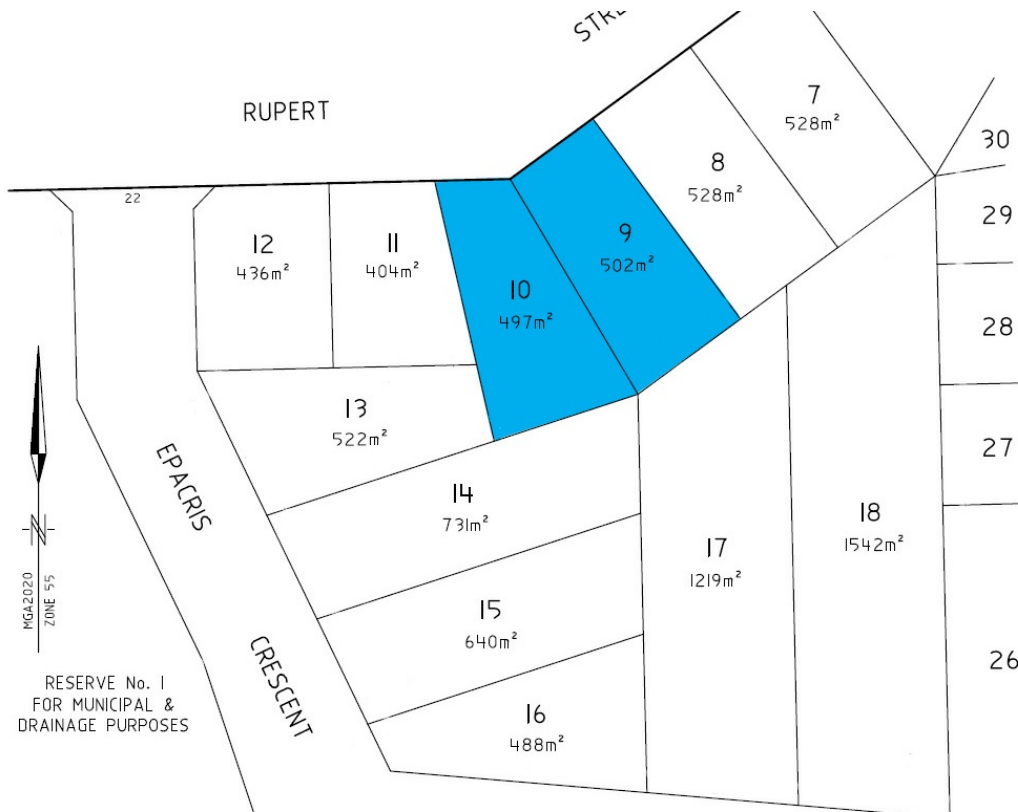 STRE
RUPERT
7
528m²
8
528m²
30
29
22
9
502m²
12
436m²
11
404m²
10
497m²
28
13
522m²
27
EPACRIS
14
731m²
18
1542m²
17
1219m²
MGA2020
ZONE 55
15
640m²
26
CRESCENT
RESERVE No. 1
FOR MUNICIPAL &
DRAINAGE PURPOSES
16
488m²